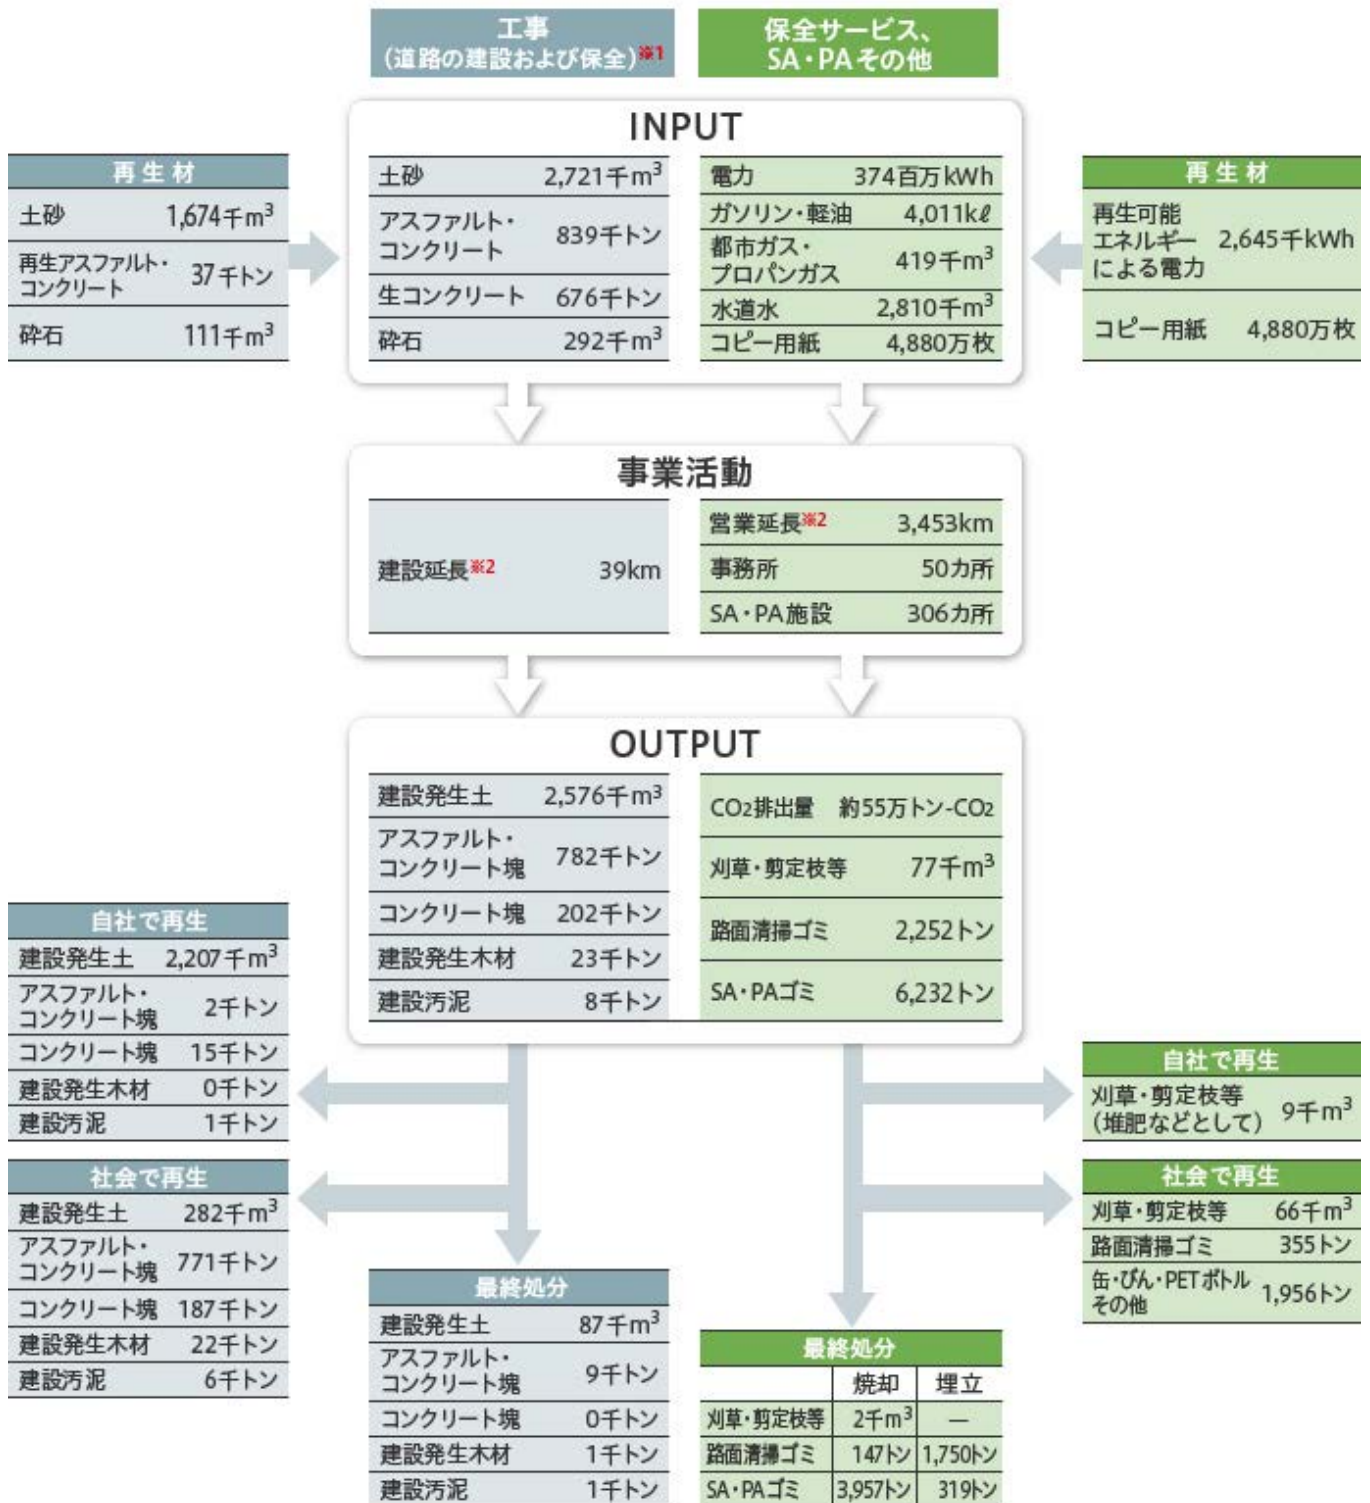 工事
(道路の建設および保全)※1
保全サービス、
SA・PAその他
INPUT
再生材
土砂 1,674千m³
再生アスファルト・
コンクリート 37千トン
砕石 111千m³
土砂 2,721千m³
アスファルト・
コンクリート 839千トン
生コンクリート 676千トン
砕石 292千m³
電力 374百万kWh
ガソリン・軽油 4,011kℓ
都市ガス・
プロパンガス 419千m³
水道水 2,810千m³
コピー用紙 4,880万枚
再生材
再生可能
エネルギー 2,645千kWh
による電力
コピー用紙 4,880万枚
事業活動
建設延長※2 39km
営業延長※2 3,453km
事務所 50カ所
SA・PA施設 306カ所
OUTPUT
建設発生土 2,576千m³
アスファルト・
コンクリート塊 782千トン
コンクリート塊 202千トン
建設発生木材 23千トン
建設汚泥 8千トン
CO2排出量 約55万トン-CO2
刈草・剪定枝等 77千m³
路面清掃ゴミ 2,252トン
SA・PAゴミ 6,232トン
自社で再生
建設発生土 2,207千m³
アスファルト・
コンクリート塊 2千トン
コンクリート塊 15千トン
建設発生木材 0千トン
建設汚泥 1千トン
社会で再生
建設発生土 282千m³
アスファルト・
コンクリート塊 771千トン
コンクリート塊 187千トン
建設発生木材 22千トン
建設汚泥 6千トン
最終処分
建設発生土 87千m³
アスファルト・
コンクリート塊 9千トン
コンクリート塊 0千トン
建設発生木材 1千トン
建設汚泥 1千トン
自社で再生
刈草・剪定枝等
(堆肥などとして) 9千m³
社会で再生
刈草・剪定枝等 66千m³
路面清掃ゴミ 355トン
缶・びん・PETボトル
その他 1,956トン
最終処分
焼却 埋立
刈草・剪定枝等 2千m³ —
路面清掃ゴミ 147トン 1,750トン
SA・PAゴミ 3,957トン 319トン